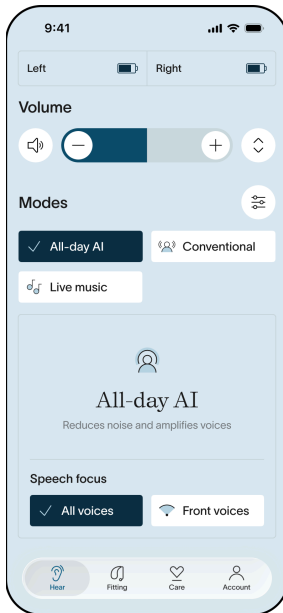 9:41
Left Right
Volume
Modes
All-day AI Conventional
Live music
All-day AI
Reduces noise and amplifies voices
Speech focus
All voices Front voices
Hear Fitting Care Account